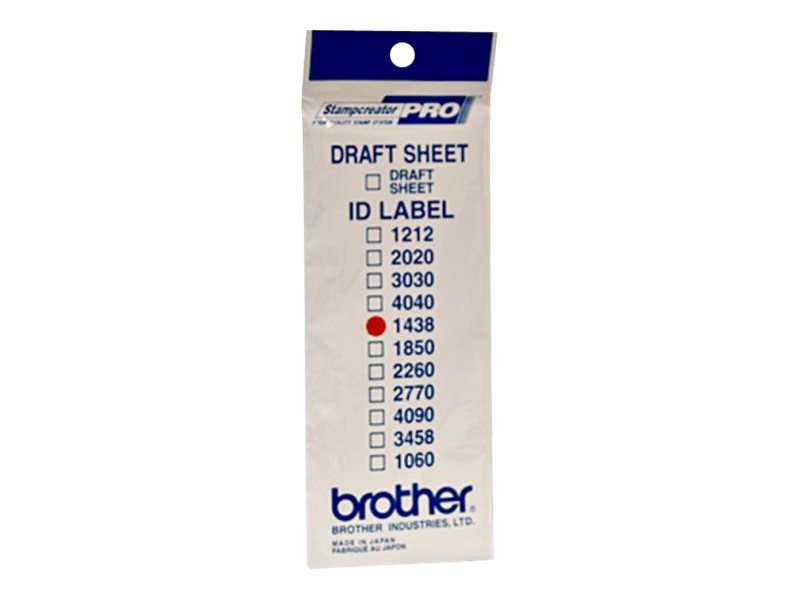 Stampcreator PRO
DRAFT SHEET
DRAFT
SHEET
ID LABEL
1212
2020
3030
4040
1438
1850
2260
2770
4090
3458
1060
brother®
BROTHER INDUSTRIES, LTD.
MADE IN JAPAN
FABRIQUÉ AU JAPON